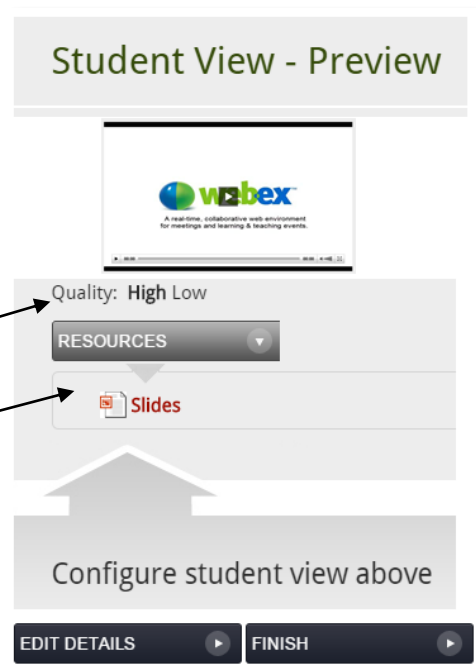 Student View - Preview
webex
A real-time, collaborative web environment
for meetings and learning & teaching events.
Quality: High Low
RESOURCES
Slides
Configure student view above
EDIT DETAILS FINISH